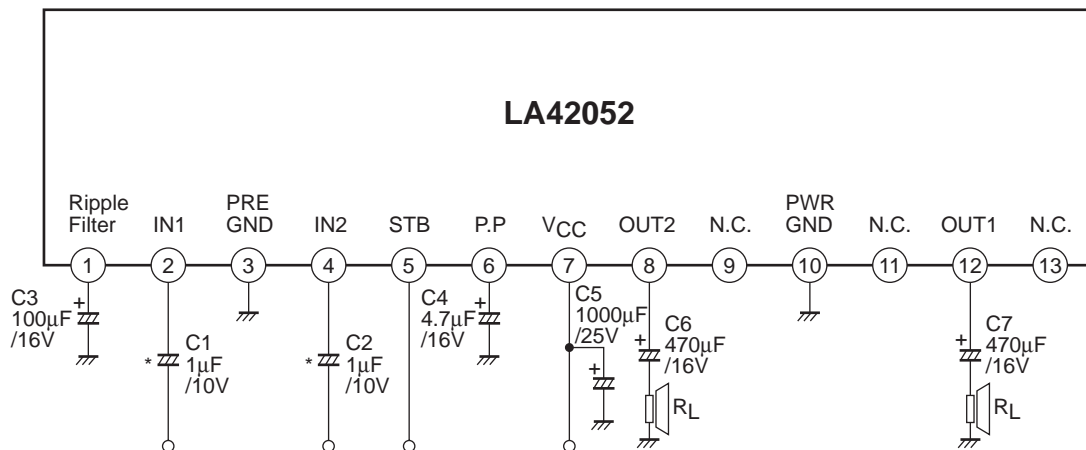 LA42052
Ripple
Filter
IN1
PRE
GND
IN2
STB
P.P
VCC
OUT2
N.C.
PWR
GND
N.C.
OUT1
N.C.
1
2
3
4
5
6
7
8
9
10
11
12
13
C3
100µF
/16V
* C1
1µF
/10V
* C2
1µF
/10V
C4
4.7µF
/16V
C5
1000µF
/25V
C6
470µF
/16V
C7
470µF
/16V
+
+
+
+
+
RL
RL